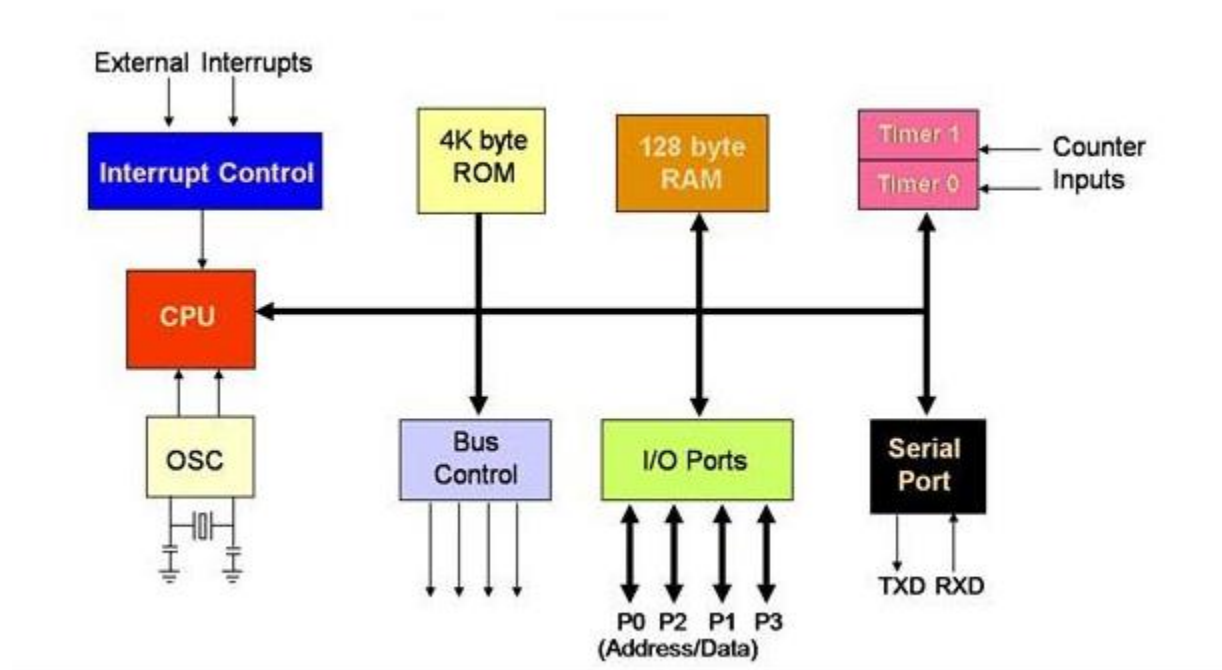 External Interrupts
Interrupt Control
4K byte
ROM
128 byte
RAM
Timer 1
Timer 0
Counter
Inputs
CPU
OSC
Bus
Control
I/O Ports
Serial
Port
TXD RXD
P0 P2 P1 P3
(Address/Data)